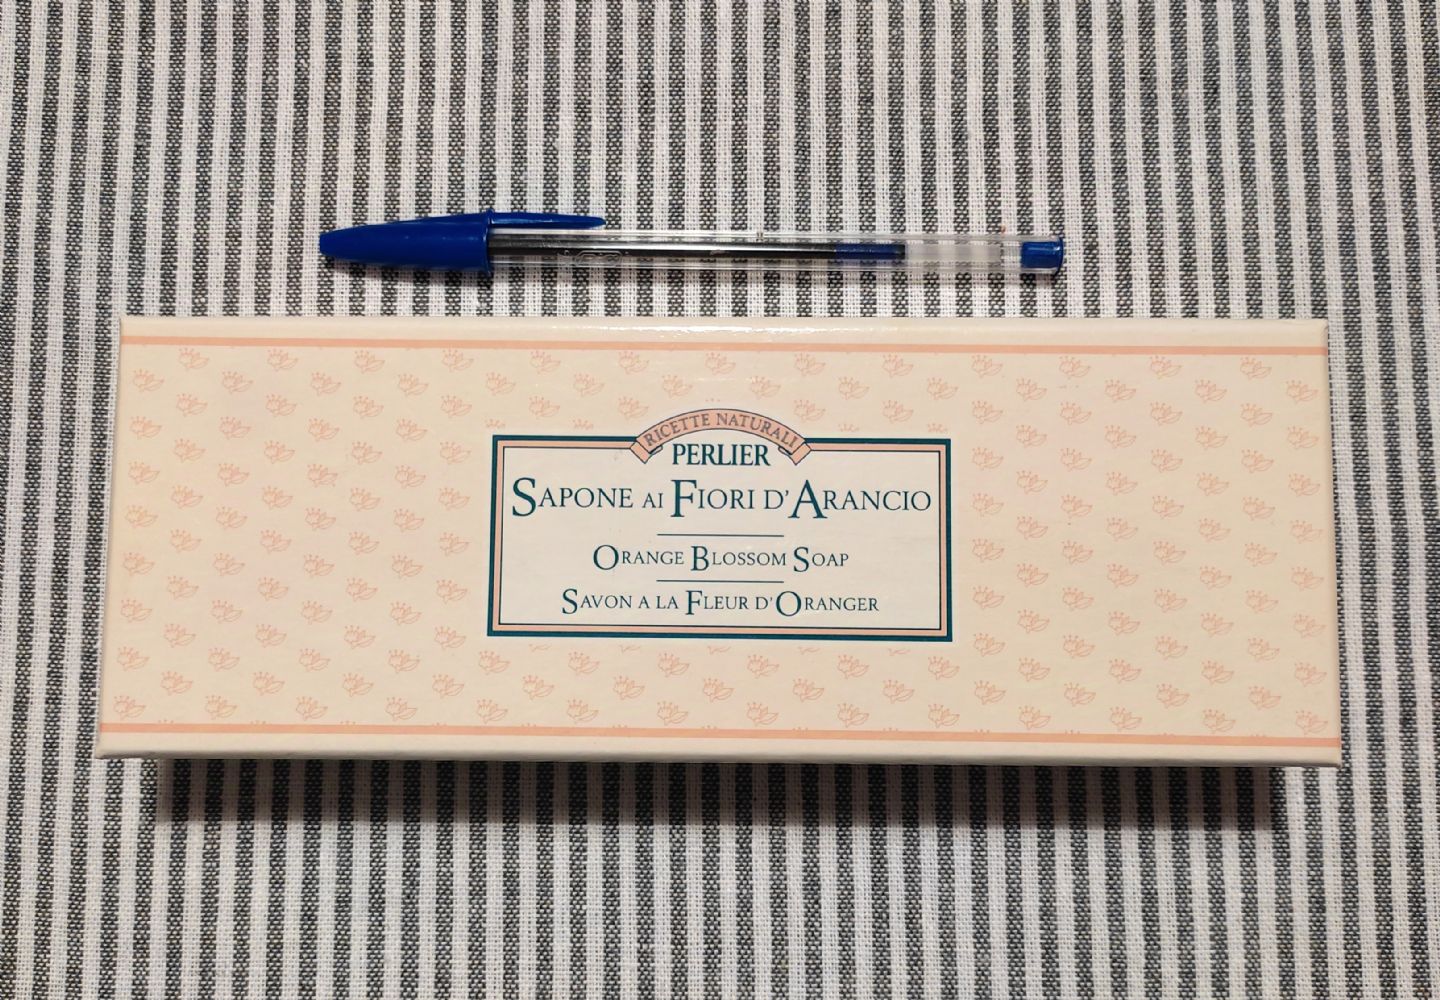 RICETTE NATURALI
PERLIER
SAPONE AI FIORI D'ARANCIO
ORANGE BLOSSOM SOAP
SAVON A LA FLEUR D'ORANGER